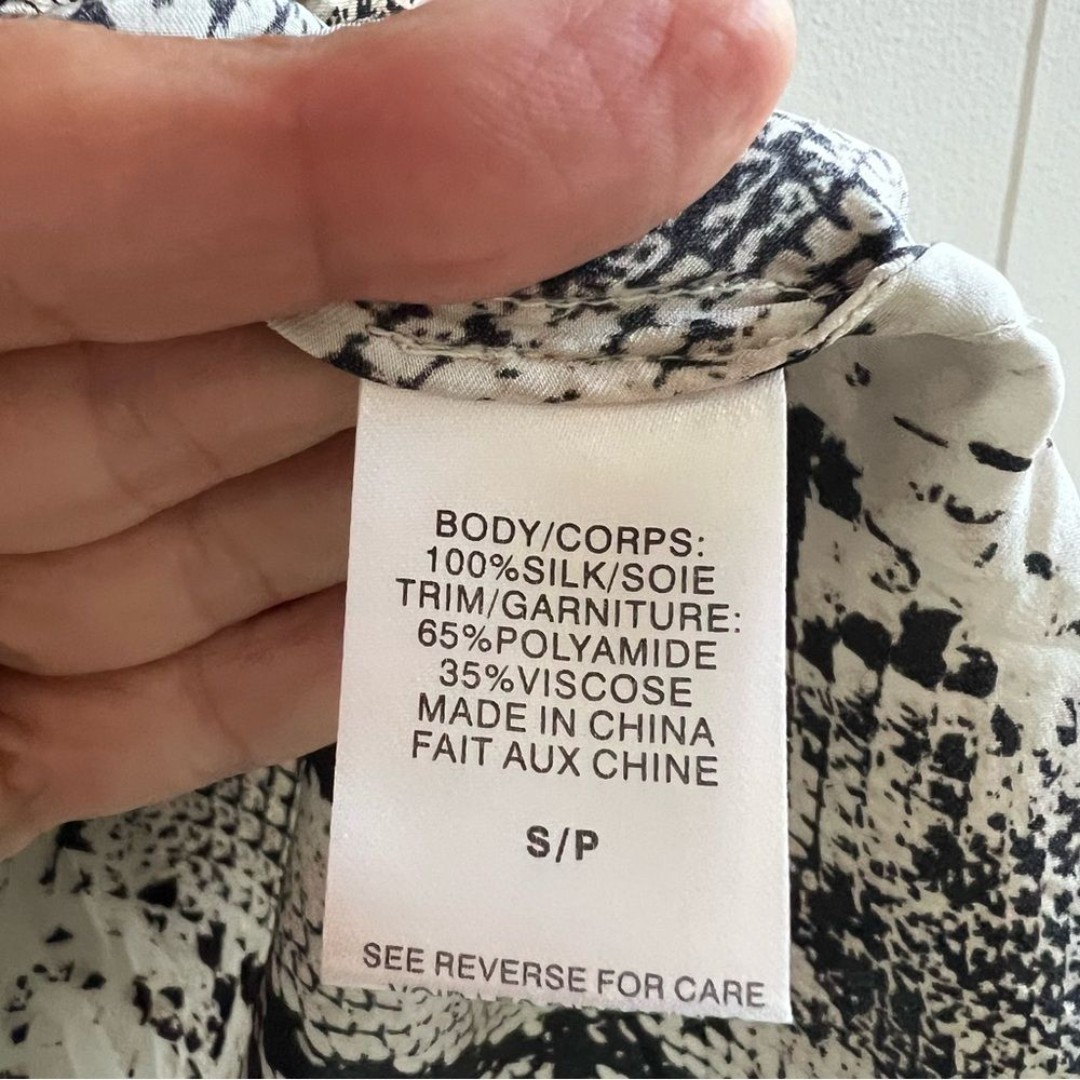 BODY/CORPS:
100%SILK/SOIE
TRIM/GARNITURE:
65%POLYAMIDE
35%VISCOSE
MADE IN CHINA
FAIT AUX CHINE
S/P
SEE REVERSE FOR CARE